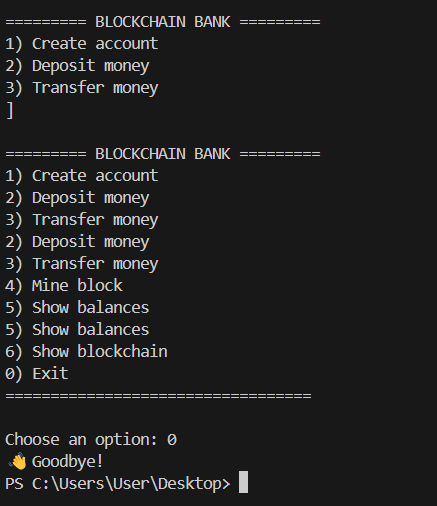 ========= BLOCKCHAIN BANK =========
1) Create account
2) Deposit money
3) Transfer money
]
========= BLOCKCHAIN BANK =========
1) Create account
2) Deposit money
3) Transfer money
2) Deposit money
3) Transfer money
4) Mine block
5) Show balances
5) Show balances
6) Show blockchain
0) Exit
==================================
Choose an option: 0
👋 Goodbye!
PS C:\Users\User\Desktop>